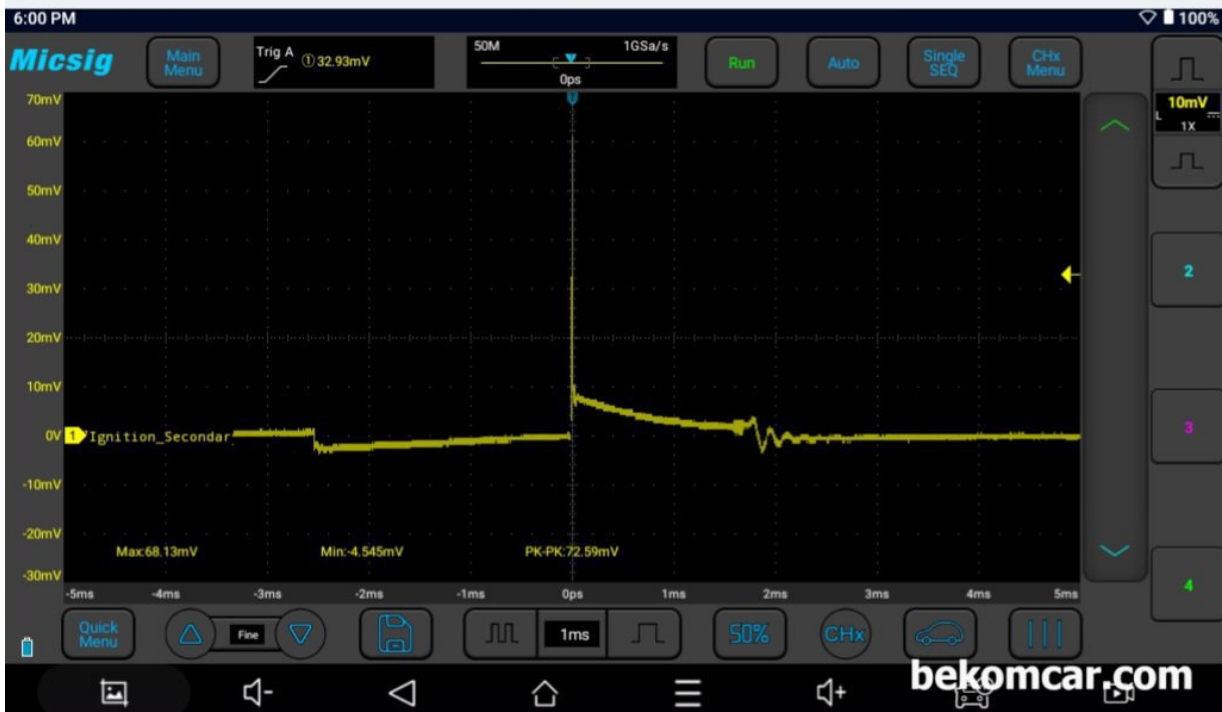 6:00 PM 100%
Micsig
Main
Menu
Trig A ① 32.93mV
50M 1GSa/s
0ps
Run
Auto
Single
SEQ
CHx
Menu
10mV
L
1X
T
70mV
60mV
50mV
40mV
30mV
20mV
10mV
0V 1 Ignition_Secondar
-10mV
-20mV
-30mV
Max:68.13mV Min:-4.545mV PK-PK:72.59mV
-5ms -4ms -3ms -2ms -1ms 0ps 1ms 2ms 3ms 4ms 5ms
2
3
4
Quick
Menu
Fine
1ms
50%
CHx
bekomcar.com